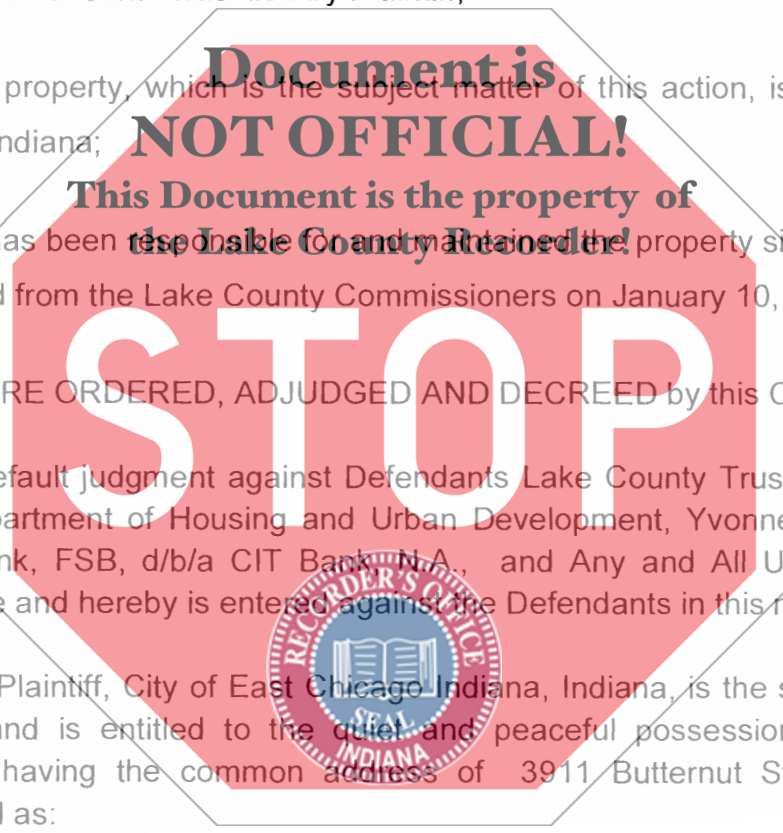 Document is
property, which is the subject matter of this action, is
ndiana;
NOT OFFICIAL!
This Document is the property of
the Lake County Recorder!
as been responsible for and maintained the property si
from the Lake County Commissioners on January 10,
STOP
RE ORDERED, ADJUDGED AND DECREED by this C
efault judgment against Defendants Lake County Trus
partment of Housing and Urban Development, Yvonne
nk, FSB, d/b/a CIT Bank, N.A., and Any and All U
e and hereby is entered against the Defendants in this
RECORDER'S OFFICE
SEAL
INDIANA
Plaintiff, City of East Chicago Indiana, Indiana, is the s
and is entitled to the quiet and peaceful possession
having the common address of 3911 Butternut S
as: